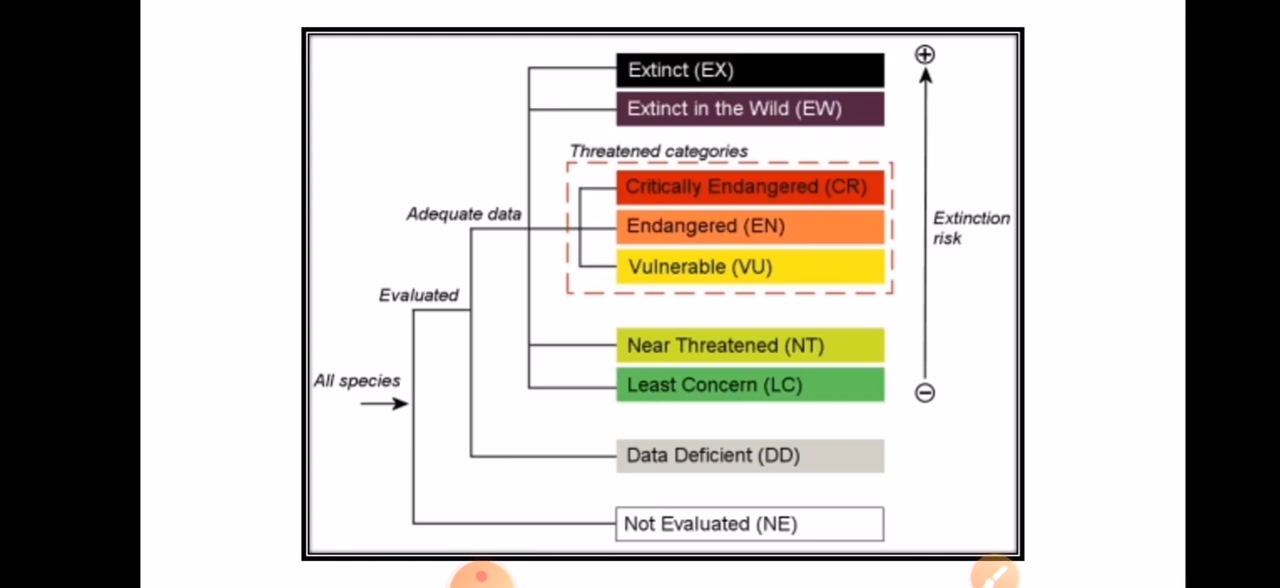 Extinct (EX)
Extinct in the Wild (EW)
Threatened categories
Critically Endangered (CR)
Adequate data
Endangered (EN)
Extinction
risk
Vulnerable (VU)
Evaluated
Near Threatened (NT)
All species
Least Concern (LC)
Data Deficient (DD)
Not Evaluated (NE)